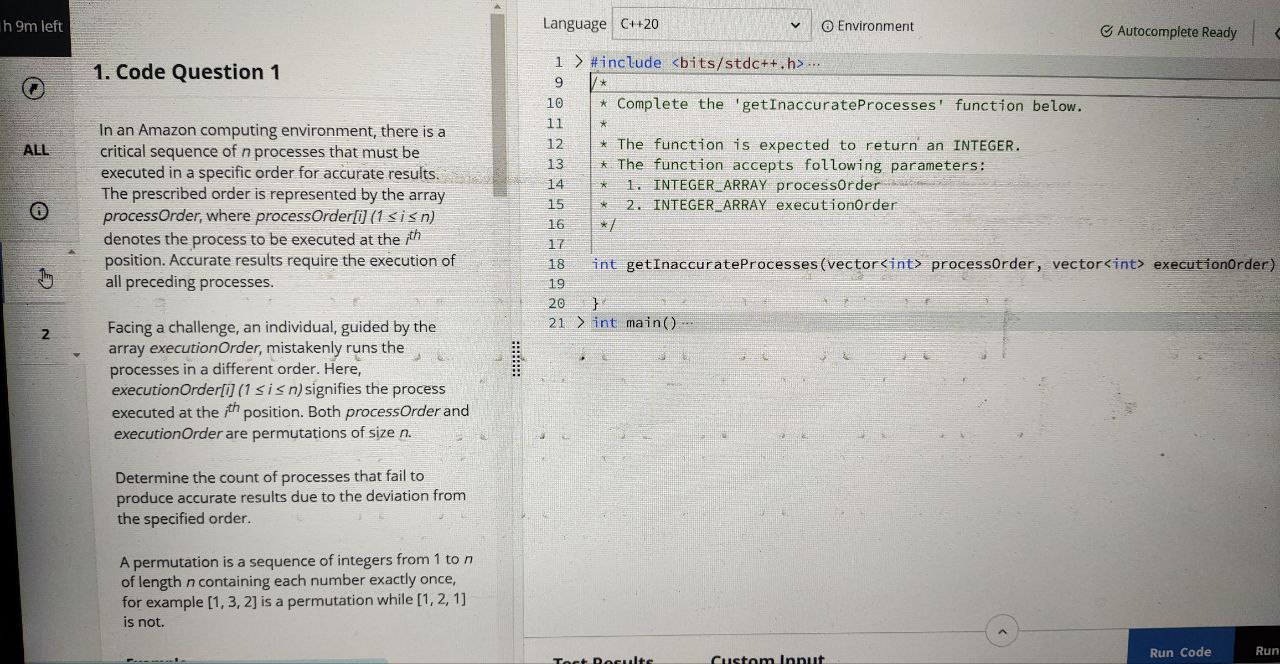 h 9m left
ALL
2
1. Code Question 1
In an Amazon computing environment, there is a
critical sequence of n processes that must be
executed in a specific order for accurate results.
The prescribed order is represented by the array
processOrder, where processOrder[i] (1 ≤ i ≤ n)
denotes the process to be executed at the ith
position. Accurate results require the execution of
all preceding processes.
Facing a challenge, an individual, guided by the
array executionOrder, mistakenly runs the
processes in a different order. Here,
executionOrder[i] (1 ≤ i ≤ n) signifies the process
executed at the ith position. Both processOrder and
executionOrder are permutations of size n.
Determine the count of processes that fail to
produce accurate results due to the deviation from
the specified order.
A permutation is a sequence of integers from 1 to n
of length n containing each number exactly once,
for example [1, 3, 2] is a permutation while [1, 2, 1]
is not.
Language C++20 Environment Autocomplete Ready
1 > #include <bits/stdc++.h> ...
9 /*
10 * Complete the 'getInaccurateProcesses' function below.
11 *
12 * The function is expected to return an INTEGER.
13 * The function accepts following parameters:
14 * 1. INTEGER_ARRAY processOrder
15 * 2. INTEGER_ARRAY executionOrder
16 */
17
18 int getInaccurateProcesses(vector<int> processOrder, vector<int> executionOrder)
19
20 }
21 > int main() ...
Test Results Custom Input
Run Code Run